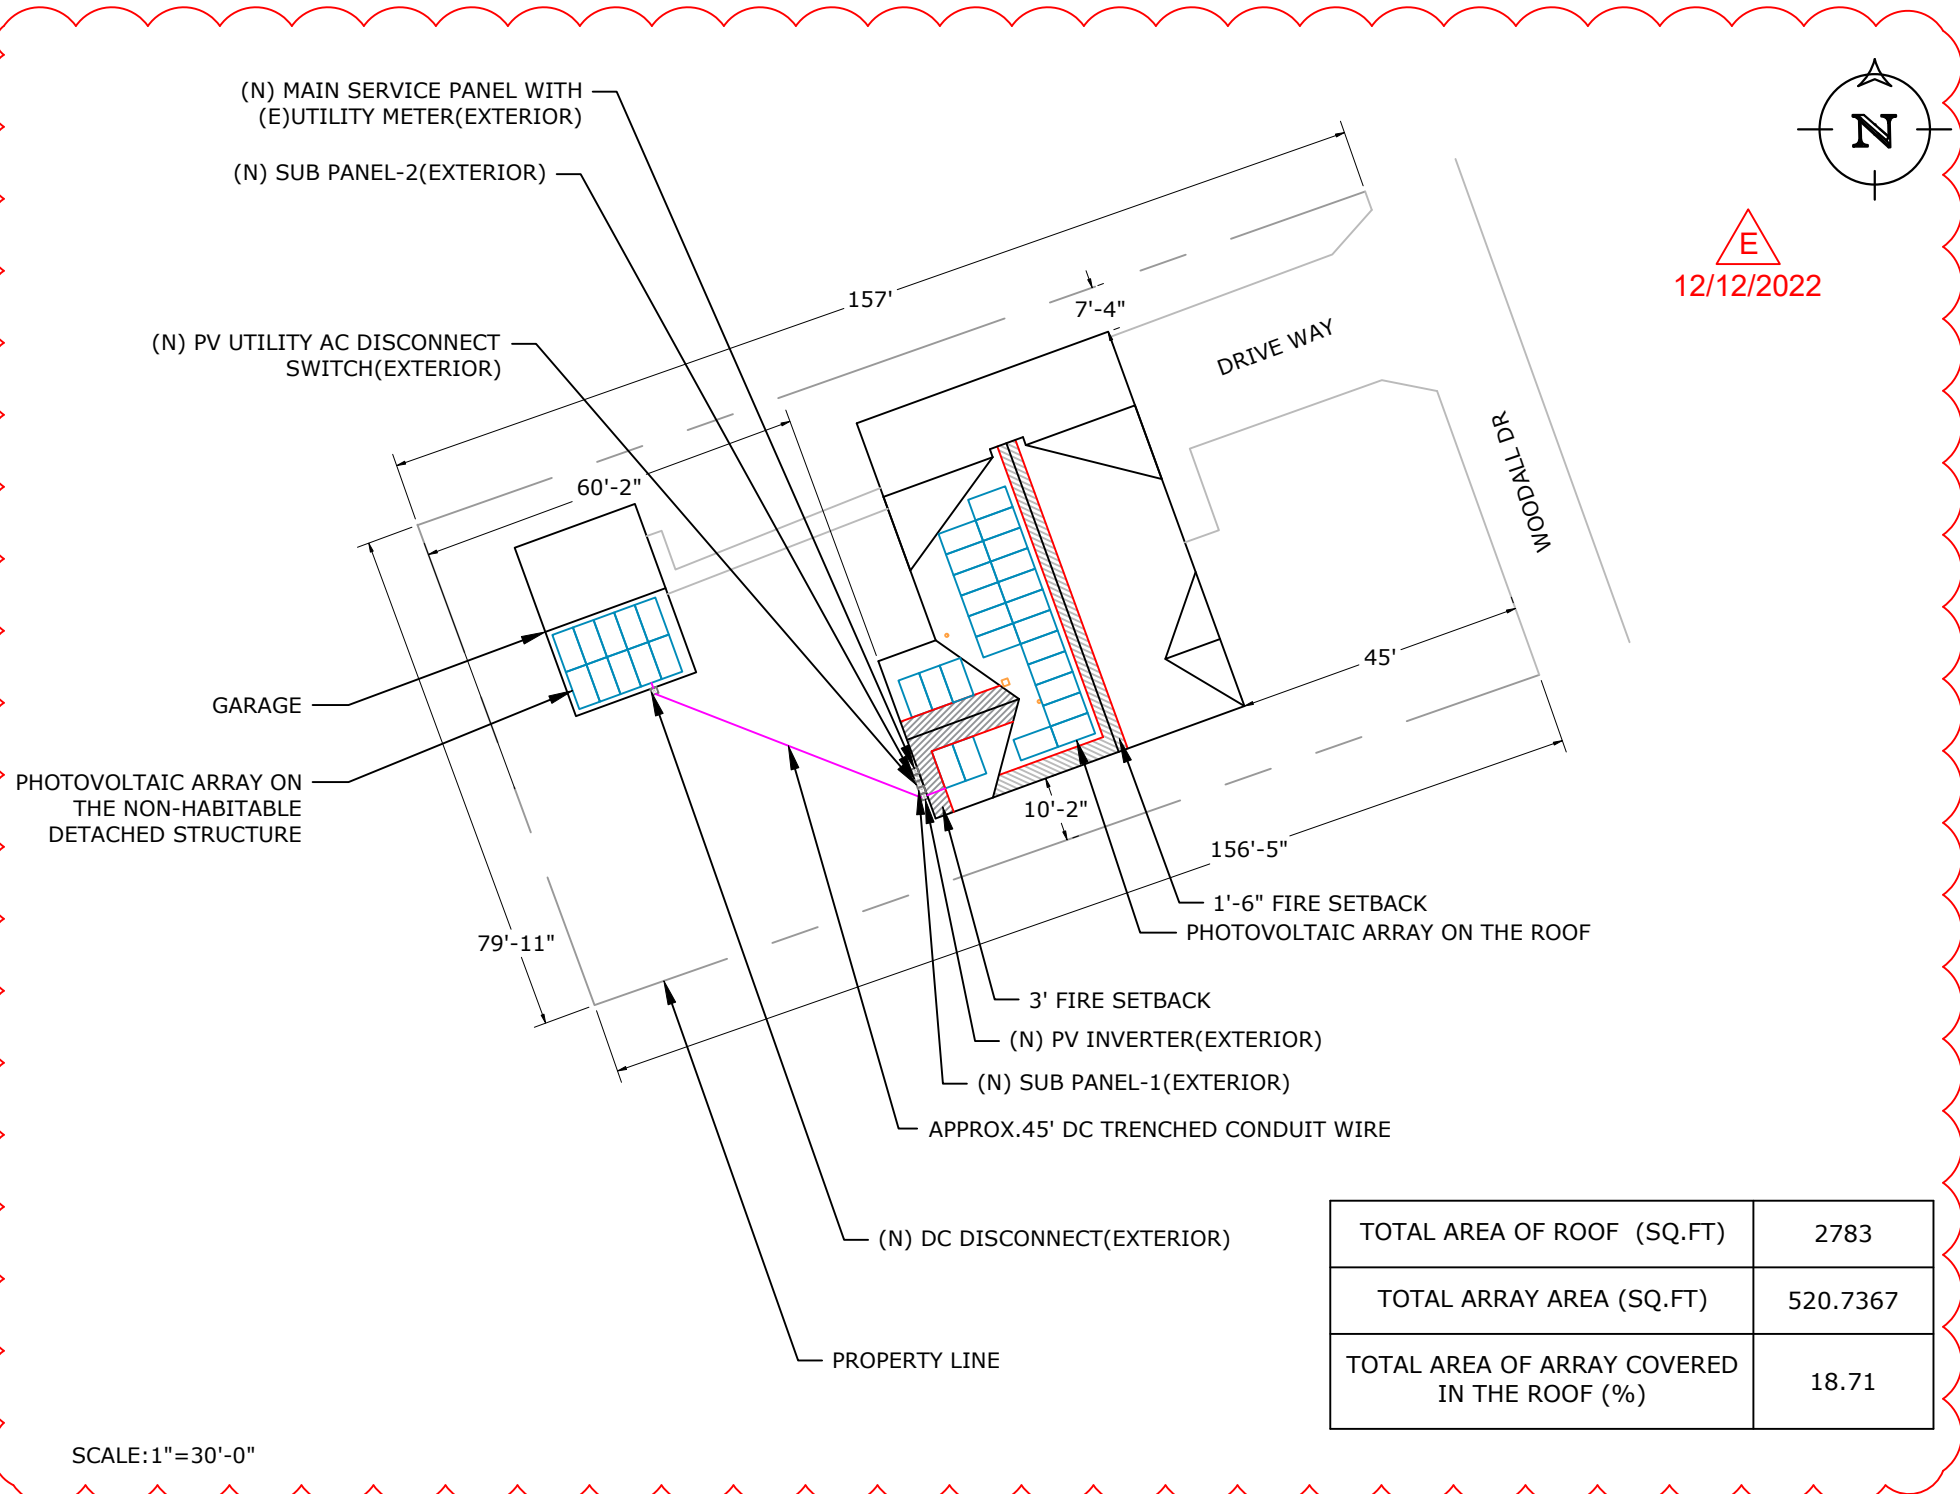 (N) MAIN SERVICE PANEL WITH
(E)UTILITY METER(EXTERIOR)
N
(N) SUB PANEL-2(EXTERIOR)
E
12/12/2022
157'
7'-4"
(N) PV UTILITY AC DISCONNECT
SWITCH(EXTERIOR)
DRIVE WAY
WOODALL DR
60'-2"
45'
GARAGE
PHOTOVOLTAIC ARRAY ON
THE NON-HABITABLE
DETACHED STRUCTURE
10'-2"
156'-5"
79'-11"
1'-6" FIRE SETBACK
PHOTOVOLTAIC ARRAY ON THE ROOF
3' FIRE SETBACK
(N) PV INVERTER(EXTERIOR)
(N) SUB PANEL-1(EXTERIOR)
APPROX.45' DC TRENCHED CONDUIT WIRE
(N) DC DISCONNECT(EXTERIOR)
PROPERTY LINE
TOTAL AREA OF ROOF (SQ.FT) 2783
TOTAL ARRAY AREA (SQ.FT) 520.7367
TOTAL AREA OF ARRAY COVERED
IN THE ROOF (%) 18.71
SCALE:1"=30'-0"